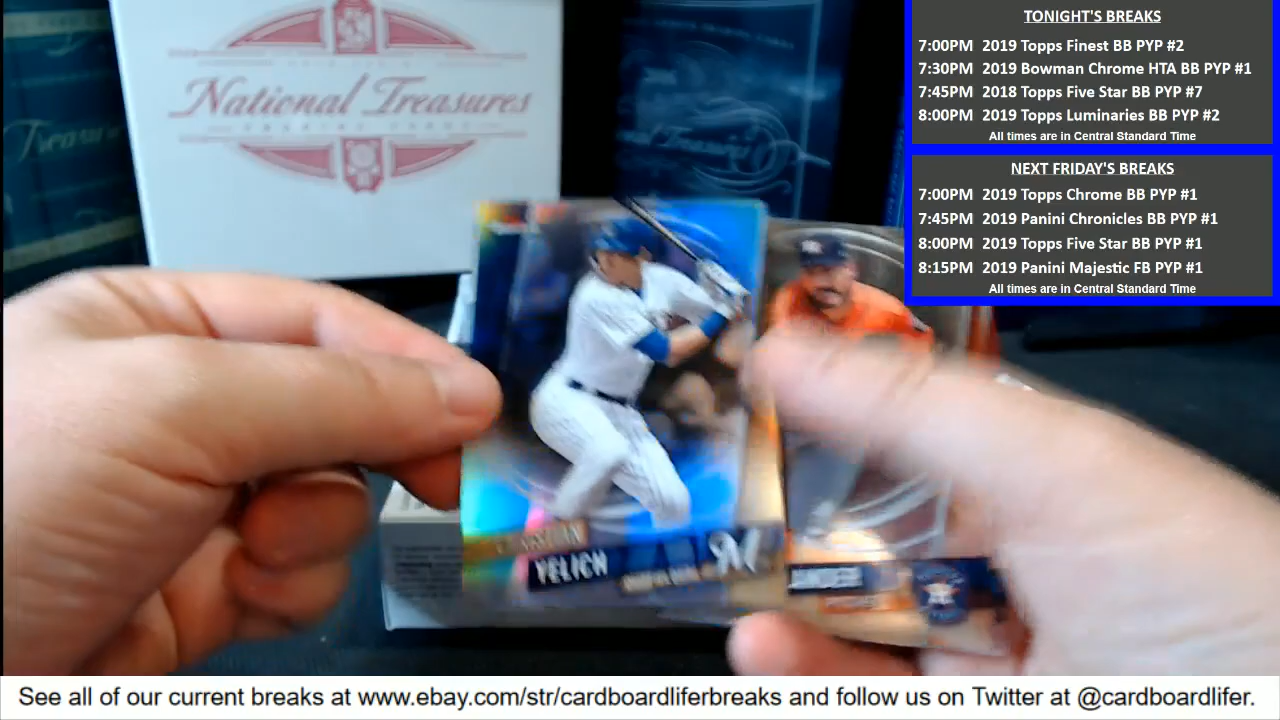 National Treasures
TRADING CARDS
TONIGHT'S BREAKS
7:00PM 2019 Topps Finest BB PYP #2
7:30PM 2019 Bowman Chrome HTA BB PYP #1
7:45PM 2018 Topps Five Star BB PYP #7
8:00PM 2019 Topps Luminaries BB PYP #2
All times are in Central Standard Time
NEXT FRIDAY'S BREAKS
7:00PM 2019 Topps Chrome BB PYP #1
7:45PM 2019 Panini Chronicles BB PYP #1
8:00PM 2019 Topps Five Star BB PYP #1
8:15PM 2019 Panini Majestic FB PYP #1
All times are in Central Standard Time
YELICH
See all of our current breaks at www.ebay.com/str/cardboardliferbreaks and follow us on Twitter at @cardboardlifer.